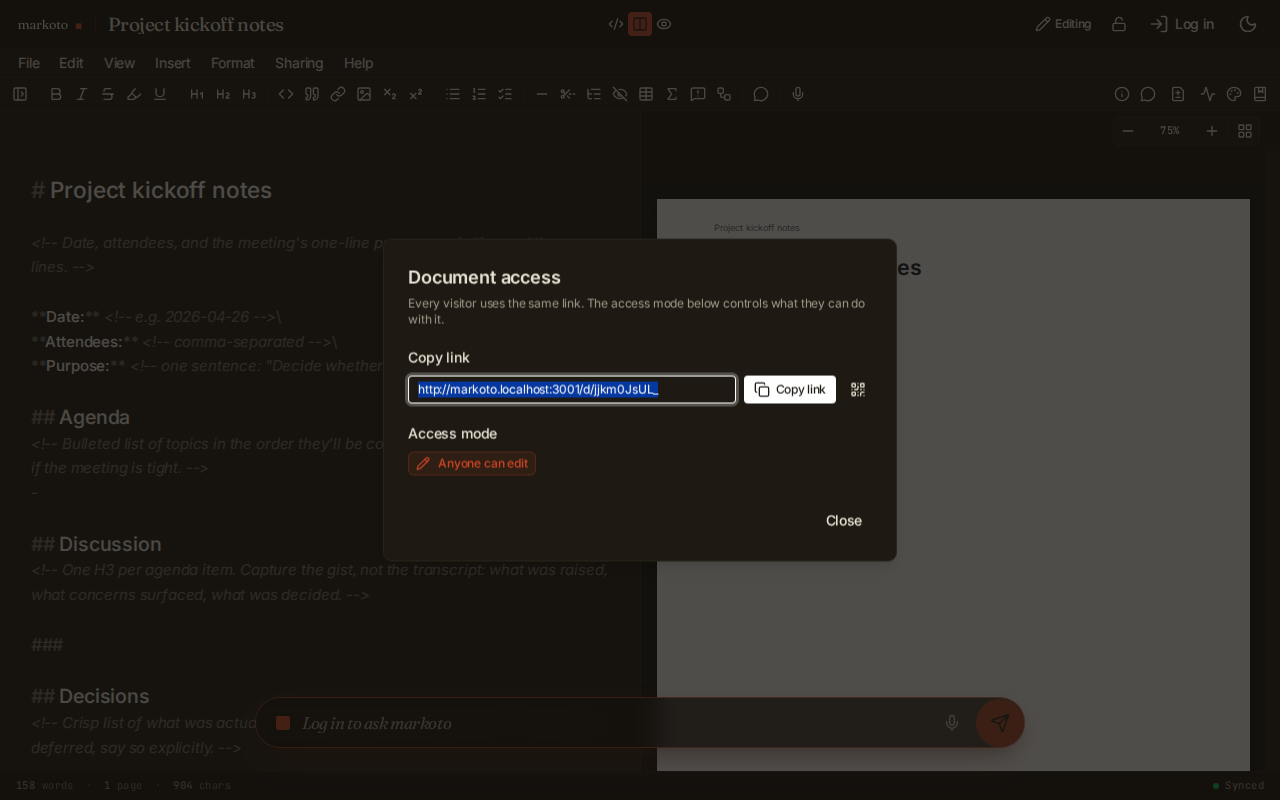 markoto
Project kickoff notes
Editing
Log in
File Edit View Insert Format Sharing Help
H1 H2 H3
75%
# Project kickoff notes
<!-- Date, attendees, and the meeting's one-line
lines. -->
**Date:** <!-- e.g. 2026-04-26 -->\
**Attendees:** <!-- comma-separated -->\
**Purpose:** <!-- one sentence: "Decide whether
## Agenda
<!-- Bulleted list of topics in the order they'll be
if the meeting is tight. -->
-
## Discussion
<!-- One H3 per agenda item. Capture the gist, not the transcript: what was raised,
what concerns surfaced, what was decided. -->
###
## Decisions
<!-- Crisp list of what was
deferred, say so explicitly. -->
Project kickoff notes
es
Document access
Every visitor uses the same link. The access mode below controls what they can do
with it.
Copy link
http://markoto.localhost:3001/d/jjkm0JsUL_
Copy link
Access mode
Anyone can edit
Close
Log in to ask markoto
158 words · 1 page · 904 chars
Synced